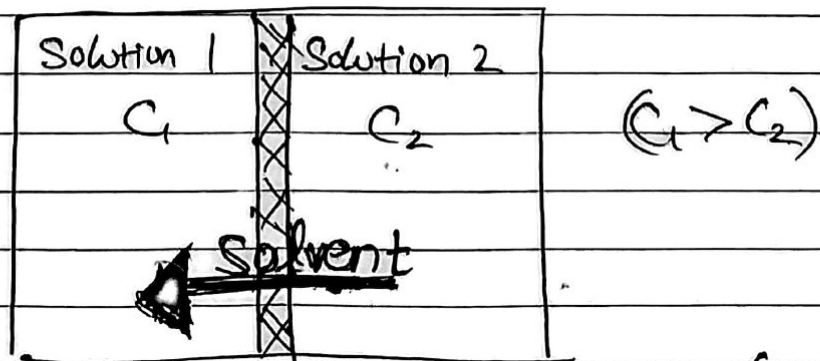 Solution 1 Solution 2
C₁ C₂ (C₁ > C₂)
Solvent